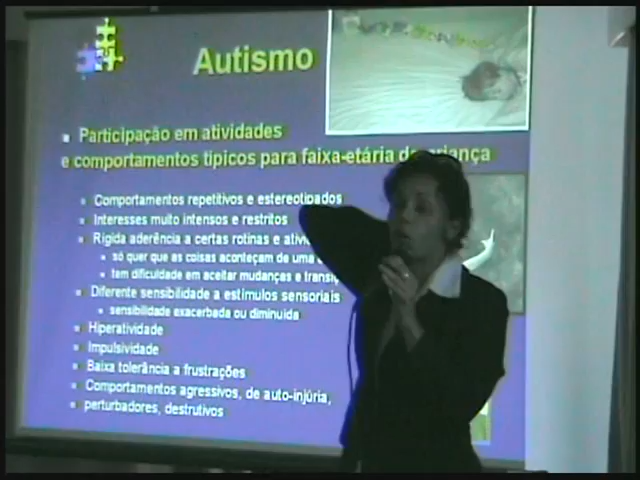 Autismo
Participação em atividades
e comportamentos típicos para faixa-etária da criança
Comportamentos repetitivos e estereotipados
Interesses muito intensos e restritos
Rígida aderência a certas rotinas e
só quer que as coisas aconteçam de uma
tem dificuldade em aceitar mudanças e
Diferente sensibilidade a estímulos sensoriais
sensibilidade exacerbada ou diminuída
Hiperatividade
Impulsividade
Baixa tolerância a frustrações
Comportamentos agressivos, de auto-injúria,
perturbadores, destrutivos